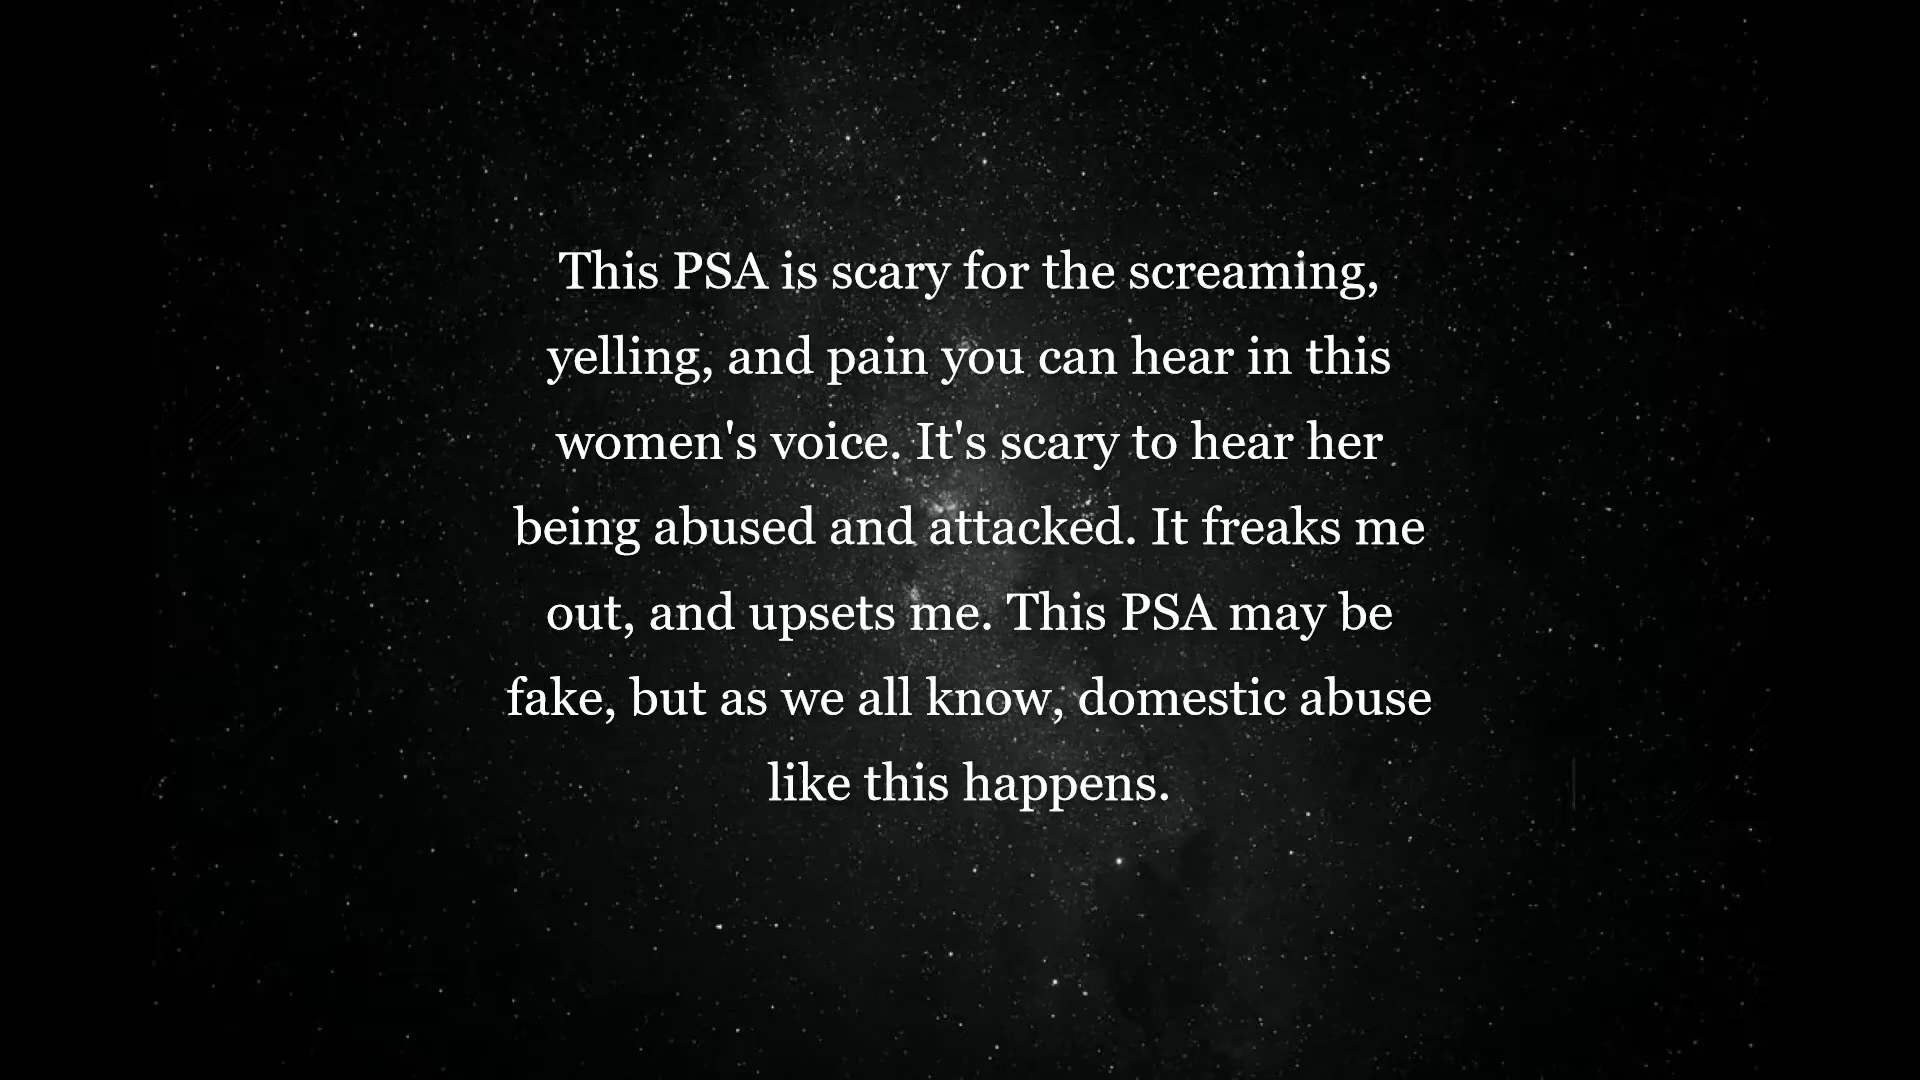 This PSA is scary for the screaming,
yelling, and pain you can hear in this
women's voice. It's scary to hear her
being abused and attacked. It freaks me
out, and upsets me. This PSA may be
fake, but as we all know, domestic abuse
like this happens.